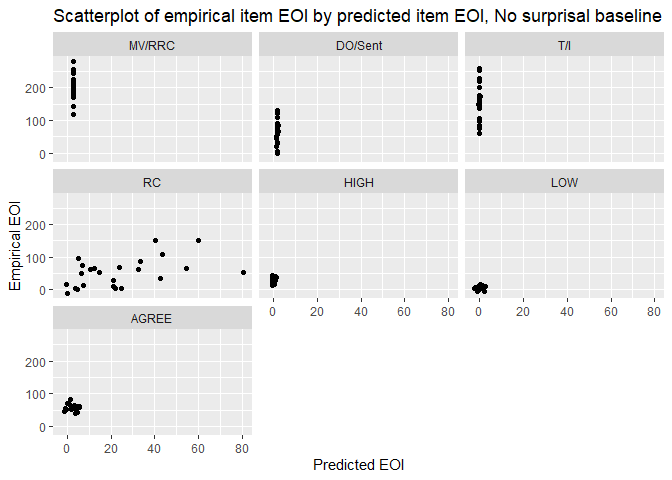 Scatterplot of empirical item EOI by predicted item EOI, No surprisal baseline
MV/RRC DO/Sent T/I
200
100
0
RC HIGH LOW
200
100
0
0 20 40 60 80 0 20 40 60 80
AGREE
200
100
0
0 20 40 60 80
Empirical EOI
Predicted EOI